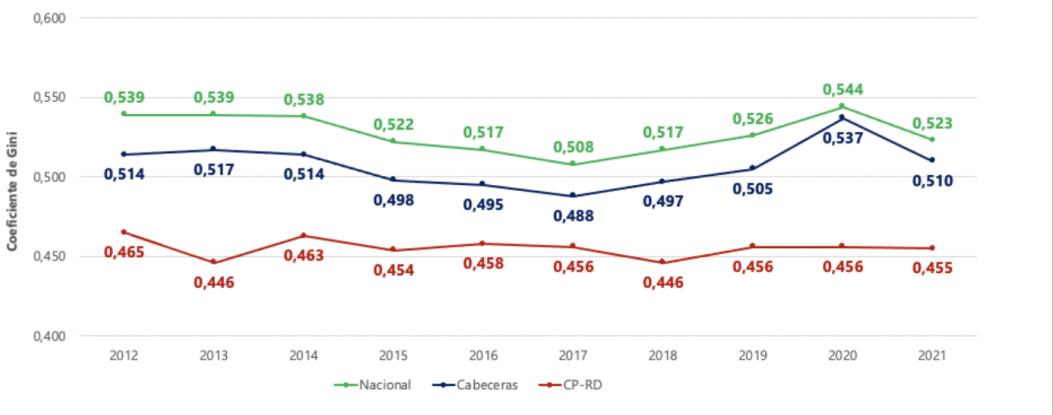 0,600
0,550
0,500
0,450
0,400
Coeficiente de Gini
0,539 0,539 0,538 0,522 0,517 0,508 0,517 0,526 0,544 0,523
0,514 0,517 0,514 0,498 0,495 0,488 0,497 0,505 0,537 0,510
0,465 0,446 0,463 0,454 0,458 0,456 0,446 0,456 0,456 0,455
2012 2013 2014 2015 2016 2017 2018 2019 2020 2021
Nacional Cabeceras CP-RD